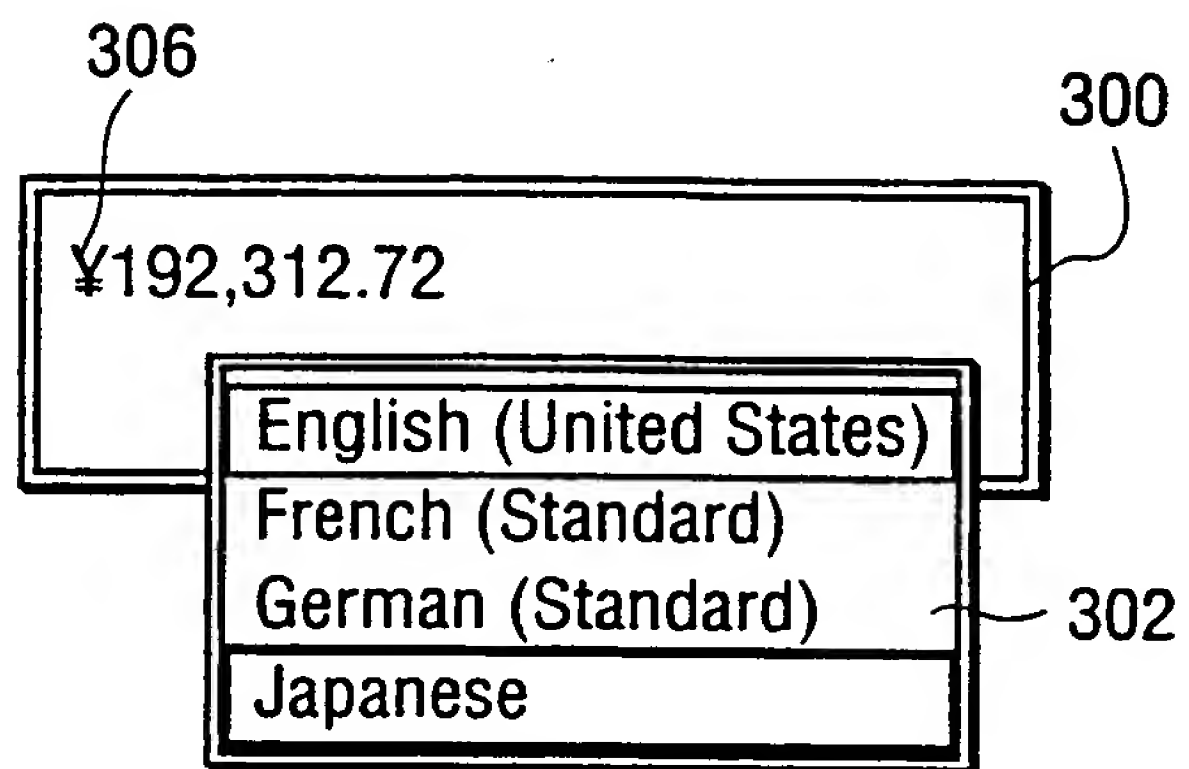 306
300
¥192,312.72
English (United States)
French (Standard)
German (Standard)
302
Japanese